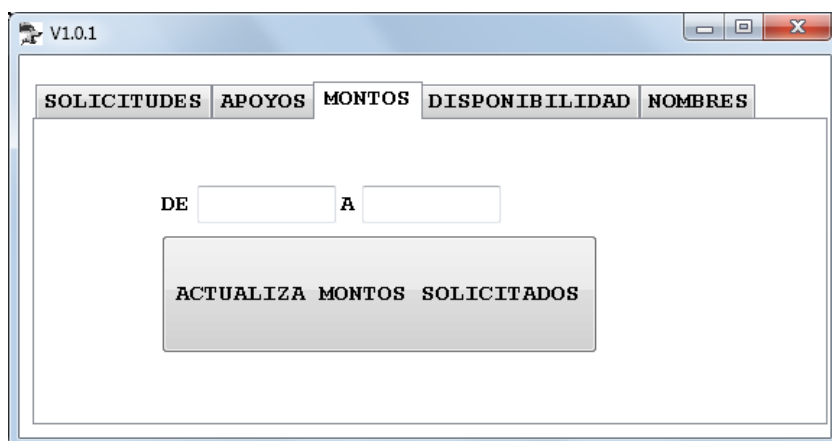 V1.0.1
SOLICITUDES APOYOS MONTOS DISPONIBILIDAD NOMBRES
DE A
ACTUALIZA MONTOS SOLICITADOS